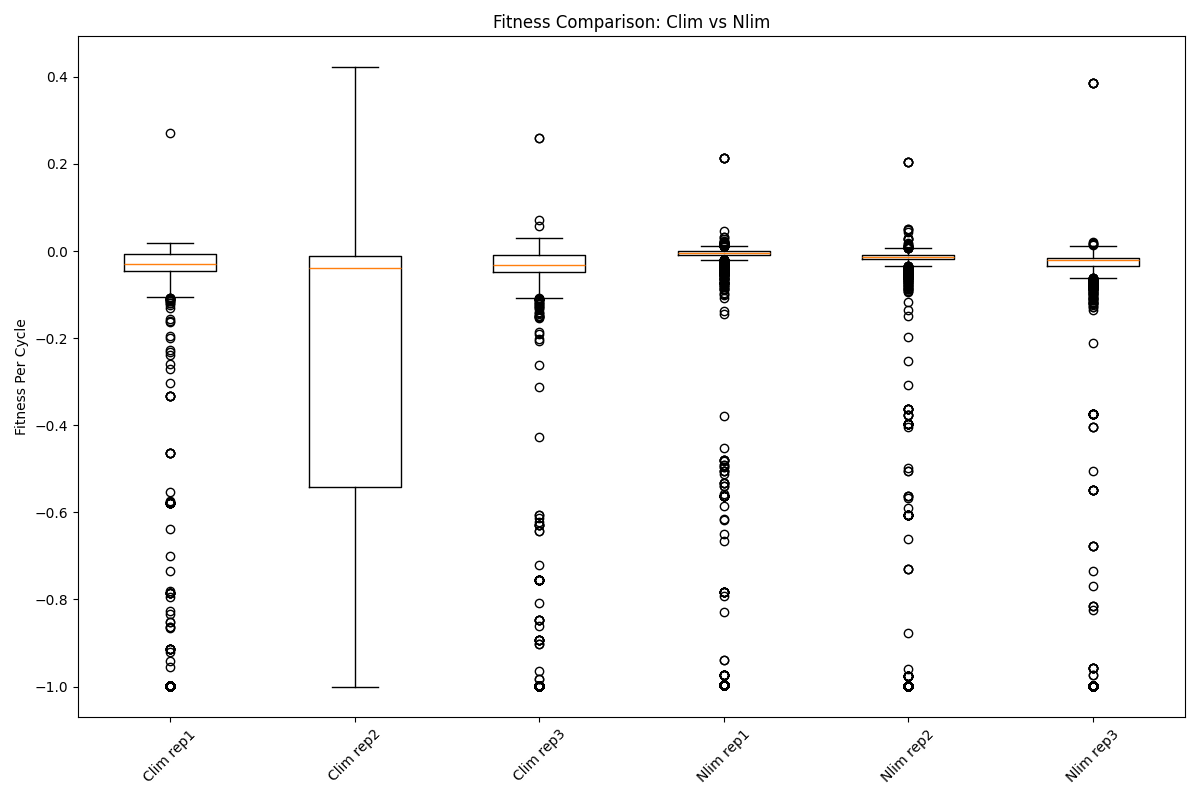 Fitness Comparison: Clim vs Nlim
Fitness Per Cycle
0.4
0.2
0.0
−0.2
−0.4
−0.6
−0.8
−1.0
Clim rep1
Clim rep2
Clim rep3
Nlim rep1
Nlim rep2
Nlim rep3